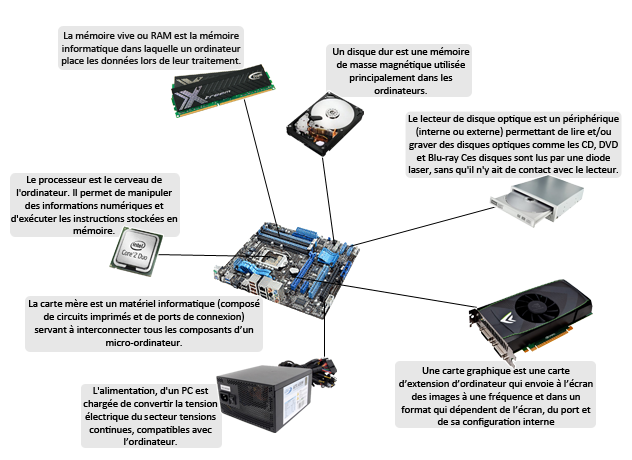 La mémoire vive ou RAM est la mémoire
informatique dans laquelle un ordinateur
place les données lors de leur traitement.
Un disque dur est une mémoire
de masse magnétique utilisée
principalement dans les
ordinateurs.
Le lecteur de disque optique est un périphérique
(interne ou externe) permettant de lire et/ou
graver des disques optiques comme les CD, DVD
et Blu-ray Ces disques sont lus par une diode
laser, sans qu'il n'y ait de contact avec le lecteur.
Xtreem
Le processeur est le cerveau de
l'ordinateur. Il permet de manipuler
des informations numériques et
d'exécuter les instructions stockées en
mémoire.
intel
Core 2 Duo
La carte mère est un matériel informatique (composé
de circuits imprimés et de ports de connexion)
servant à interconnecter tous les composants d’un
micro-ordinateur.
L'alimentation, d'un PC est
chargée de convertir la tension
électrique du secteur tensions
continues, compatibles avec
l’ordinateur.
Une carte graphique est une carte
d’extension d’ordinateur qui envoie à l’écran
des images à une fréquence et dans un
format qui dépendent de l’écran, du port et
de sa configuration interne